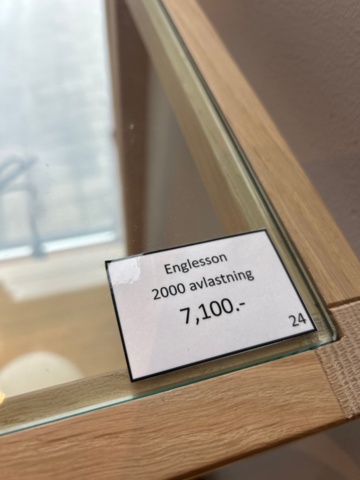 Englesson
2000 avlastning
7,100.-
24